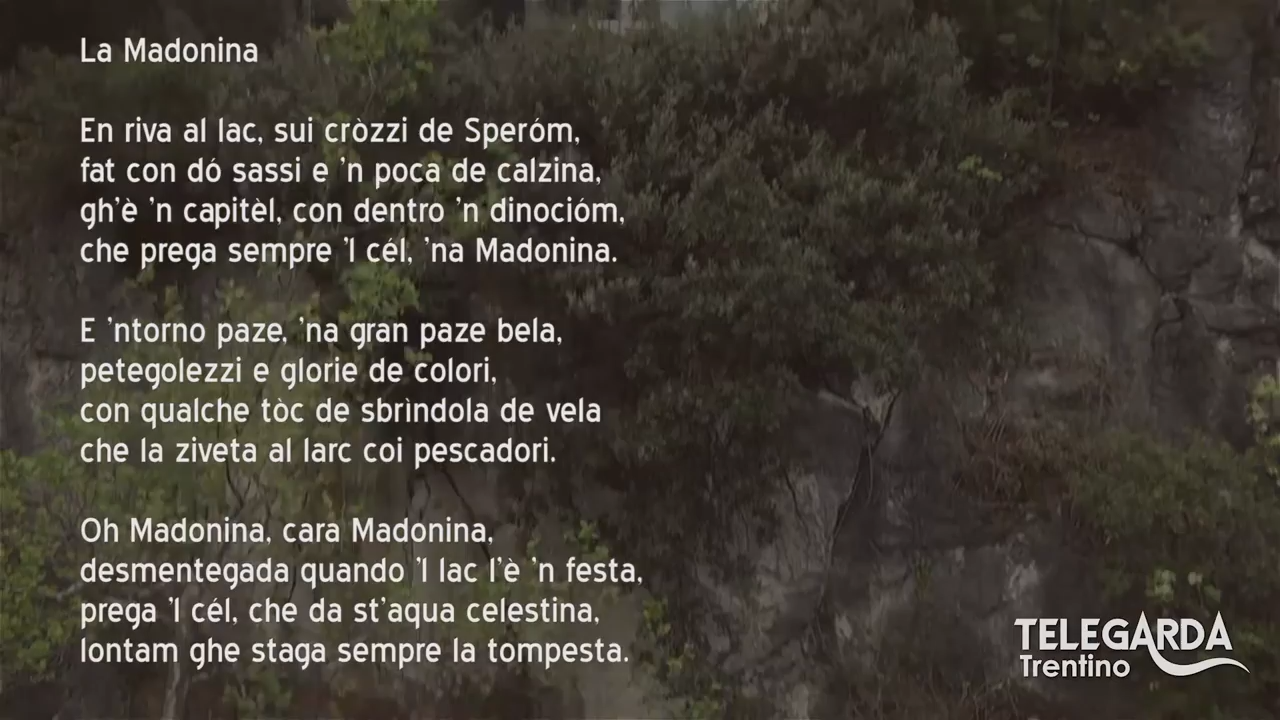 La Madonina
En riva al lac, sui cròzzi de Speróm,
fat con dó sassi e 'n poca de calzina,
gh'è 'n capitèl, con dentro 'n dinocióm,
che prega sempre 'l cél, 'na Madonina.
E 'ntorno paze, 'na gran paze bela,
petegolezzi e glorie de colori,
con qualche tòc de sbrìndola de vela
che la ziveta al larc coi pescadori.
Oh Madonina, cara Madonina,
desmentegada quando 'l lac l'è 'n festa,
prega 'l cél, che da st'aqua celestina,
lontam ghe staga sempre la tompesta.
TELEGARDA
Trentino